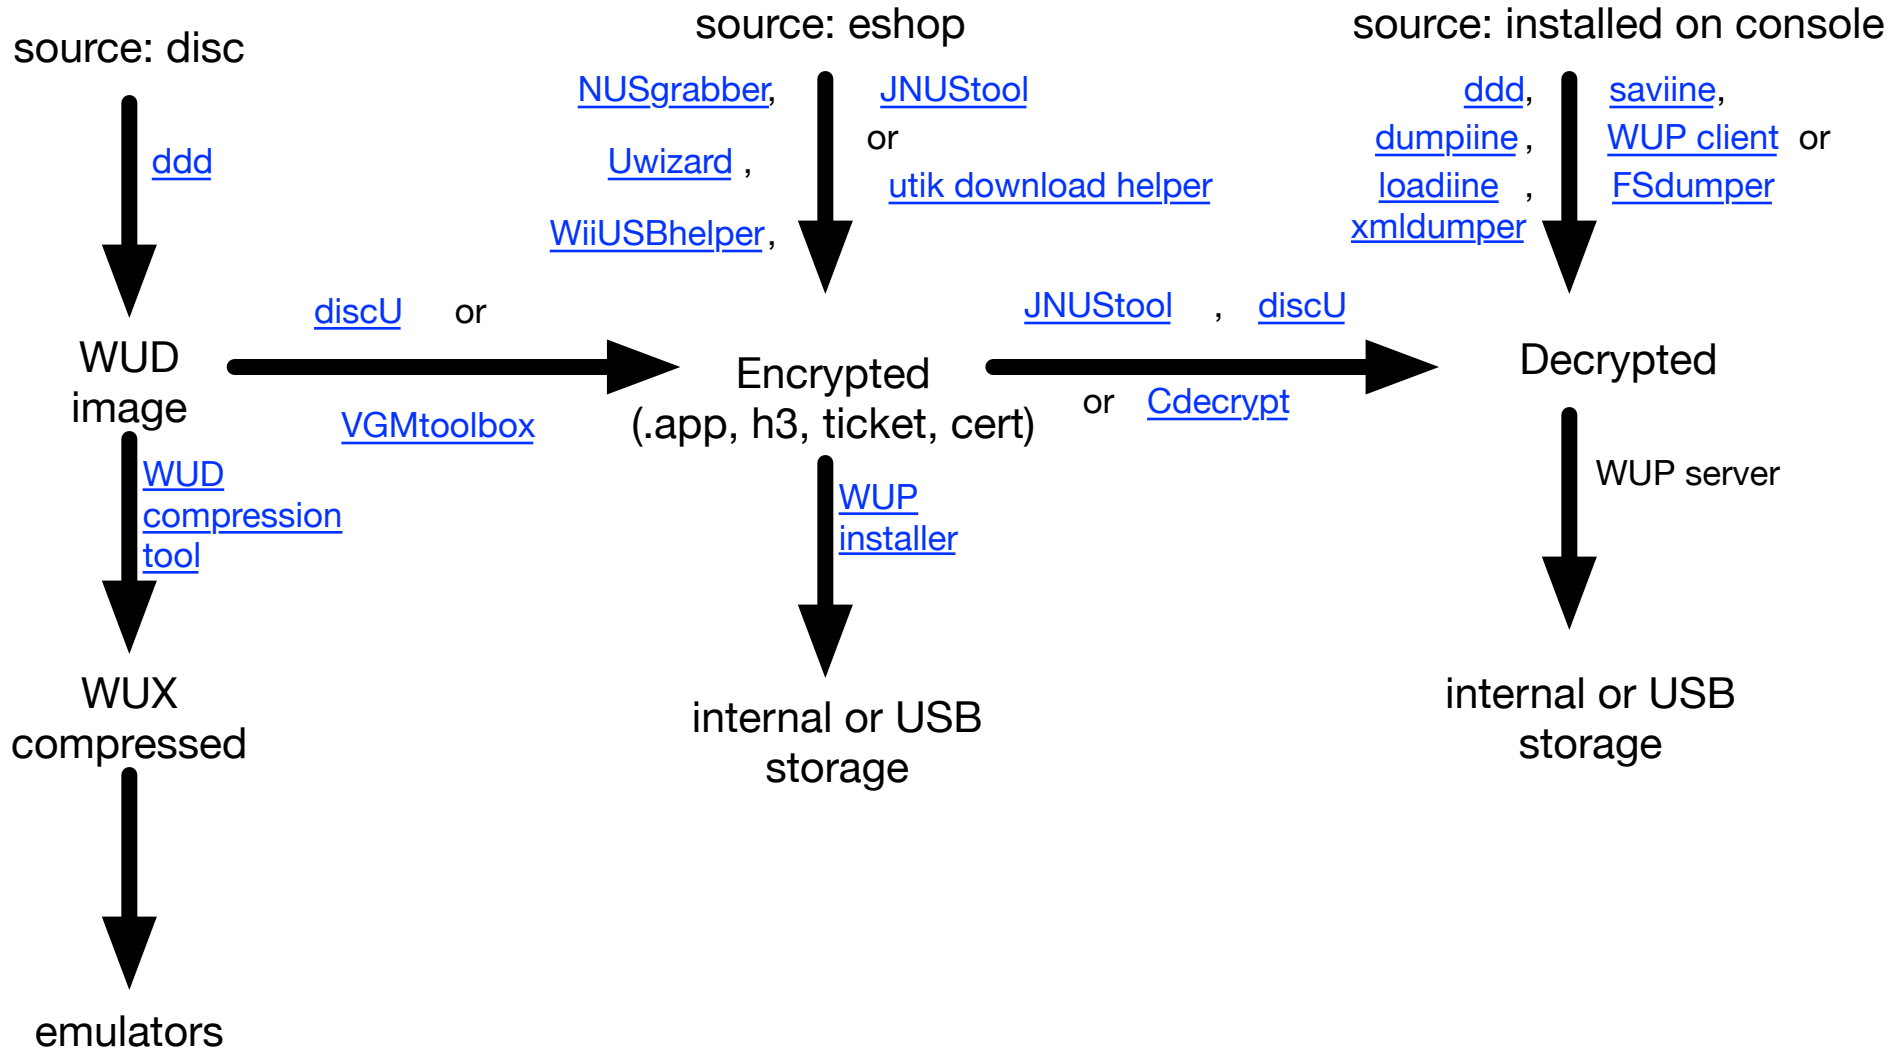 source: disc
ddd
WUD
image
WUD
compression
tool
WUX
compressed
emulators
discU or
VGMtoolbox
source: eshop
NUSgrabber, JNUStool
or
Uwizard ,
utik download helper
WiiUSBhelper,
Encrypted
(.app, h3, ticket, cert)
WUP
installer
internal or USB
storage
JNUStool , discU
or Cdecrypt
source: installed on console
ddd, saviine,
dumpiine , WUP client or
loadiine , FSdumper
xmldumper
Decrypted
WUP server
internal or USB
storage